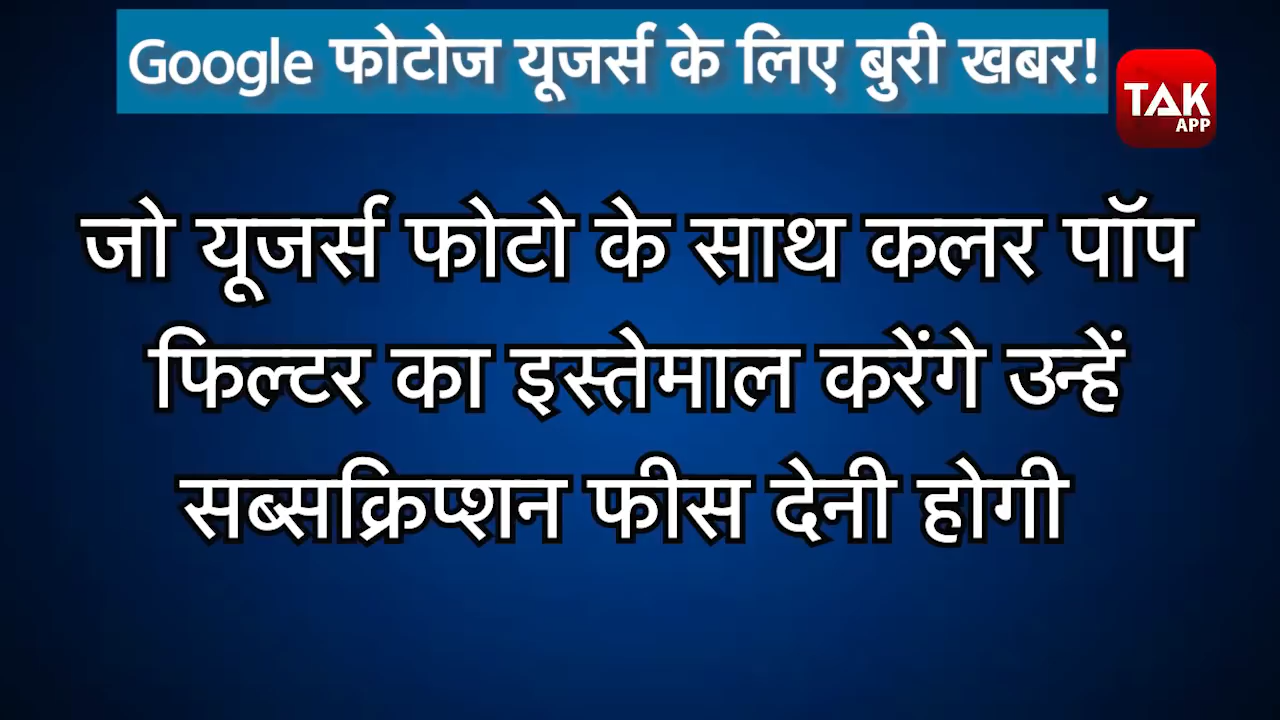 Google फोटोज यूजर्स के लिए बुरी खबर!
TAK
APP
जो यूजर्स फोटो के साथ कलर पॉप
फिल्टर का इस्तेमाल करेंगे उन्हें
सब्सक्रिप्शन फीस देनी होगी